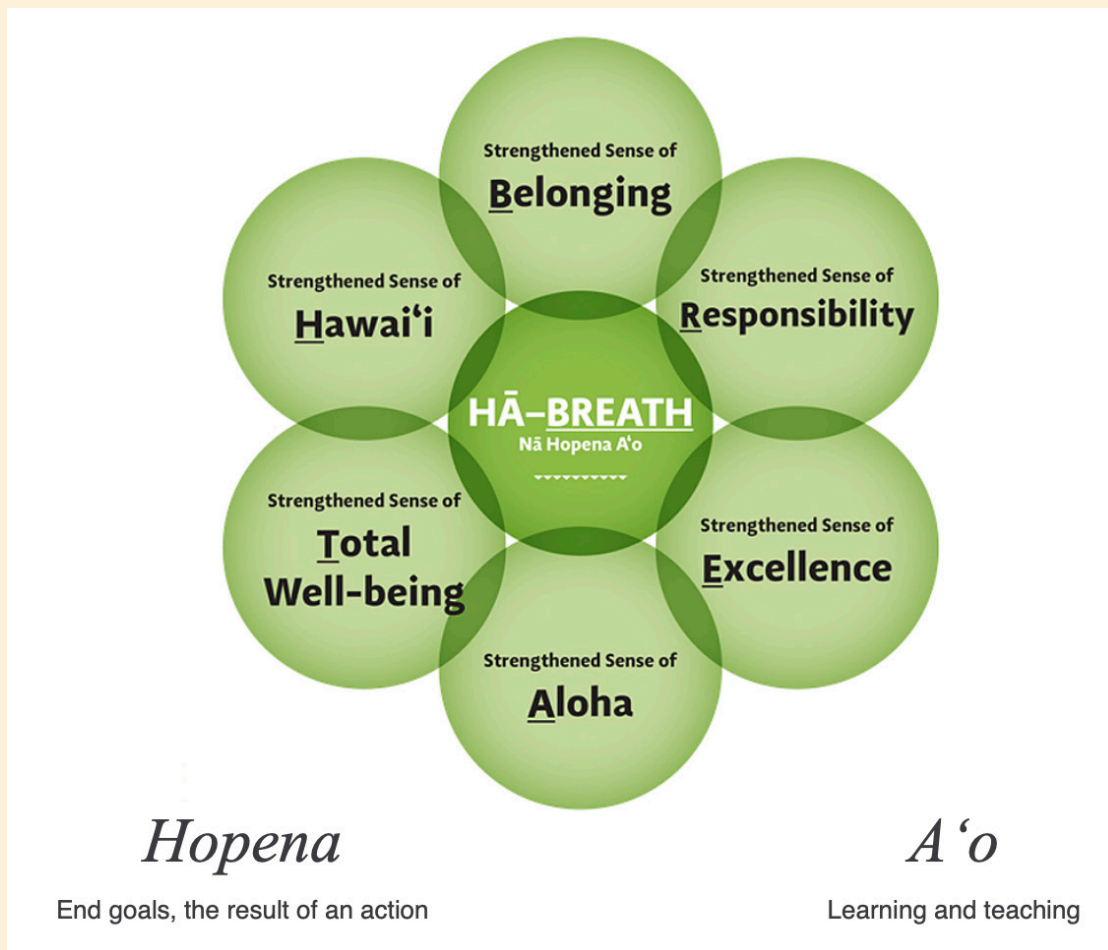 Strengthened Sense of
Belonging
Strengthened Sense of
Responsibility
Strengthened Sense of
Hawaiʻi
HĀ–BREATH
Nā Hopena Aʻo
Strengthened Sense of
Excellence
Strengthened Sense of
Total
Well-being
Strengthened Sense of
Aloha
Hopena
End goals, the result of an action
Aʻo
Learning and teaching